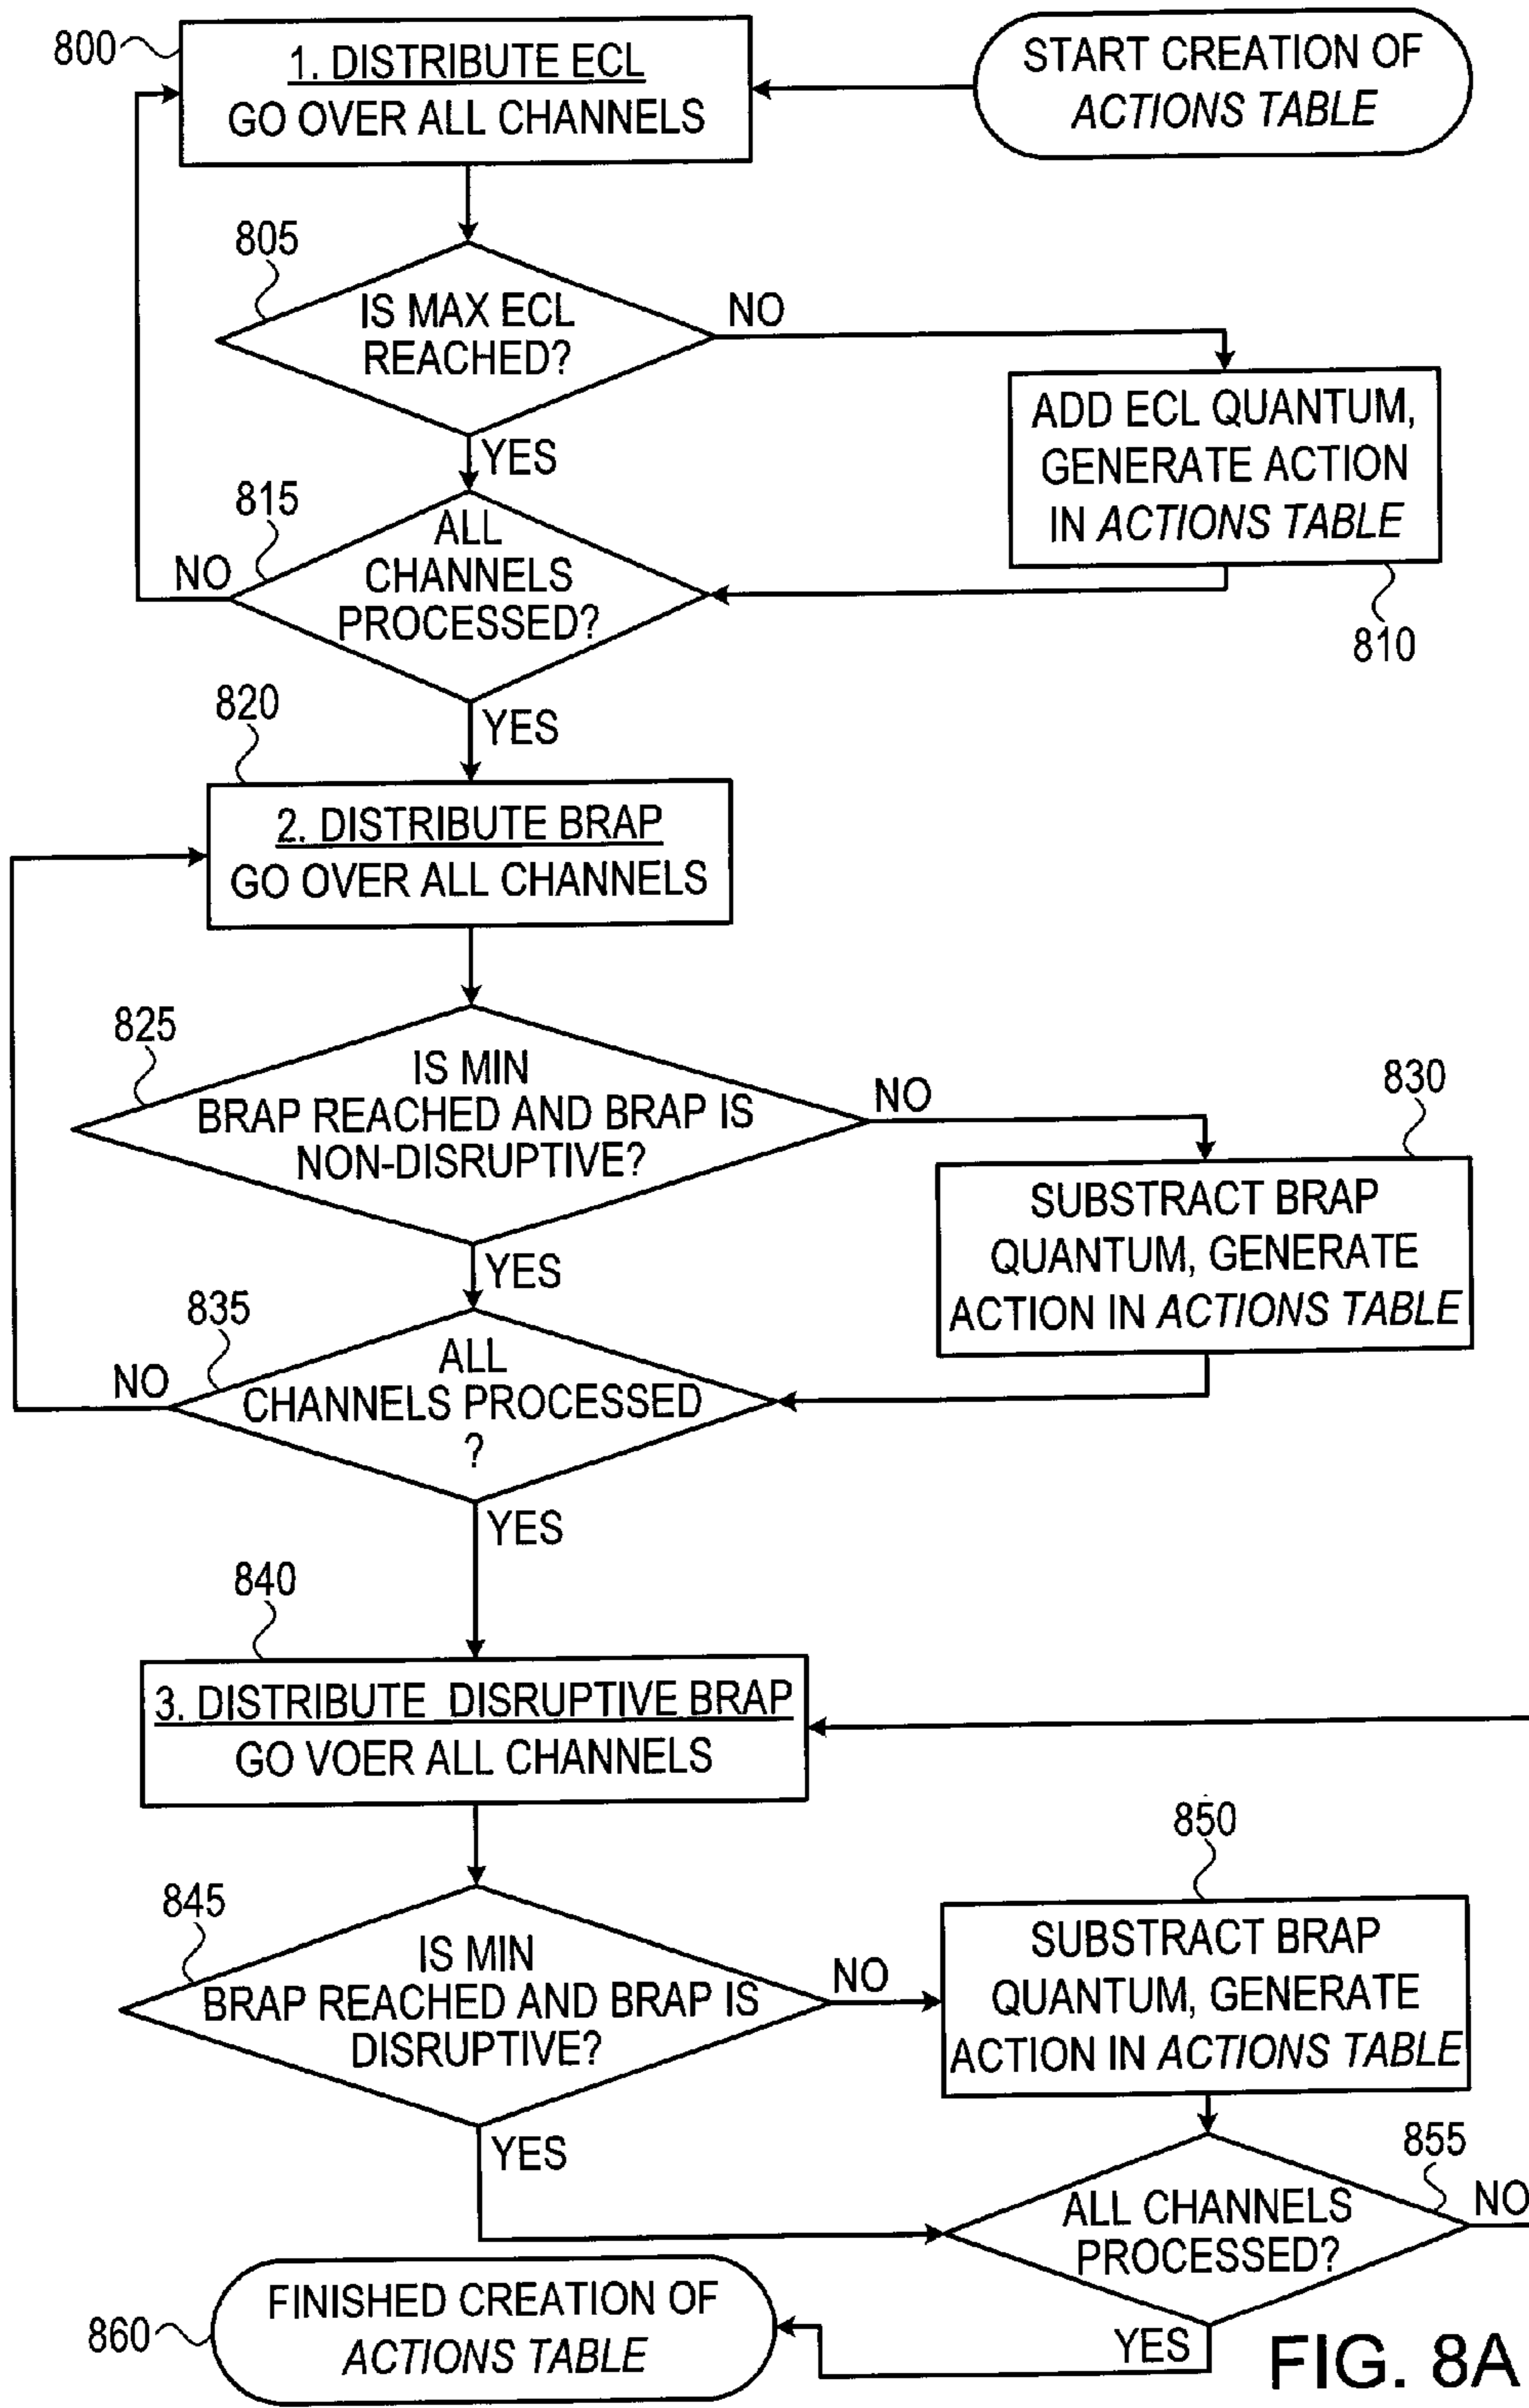 800
1. DISTRIBUTE ECL
GO OVER ALL CHANNELS
START CREATION OF
ACTIONS TABLE
805
IS MAX ECL
REACHED?
NO
YES
ADD ECL QUANTUM,
GENERATE ACTION
IN ACTIONS TABLE
810
815
ALL
CHANNELS
PROCESSED?
NO
YES
820
2. DISTRIBUTE BRAP
GO OVER ALL CHANNELS
825
IS MIN
BRAP REACHED AND BRAP IS
NON-DISRUPTIVE?
NO
YES
830
SUBSTRACT BRAP
QUANTUM, GENERATE
ACTION IN ACTIONS TABLE
835
ALL
CHANNELS PROCESSED
?
NO
YES
840
3. DISTRIBUTE DISRUPTIVE BRAP
GO VOER ALL CHANNELS
845
IS MIN
BRAP REACHED AND BRAP IS
DISRUPTIVE?
NO
YES
850
SUBSTRACT BRAP
QUANTUM, GENERATE
ACTION IN ACTIONS TABLE
855
ALL CHANNELS
PROCESSED?
NO
YES
860
FINISHED CREATION OF
ACTIONS TABLE
FIG. 8A